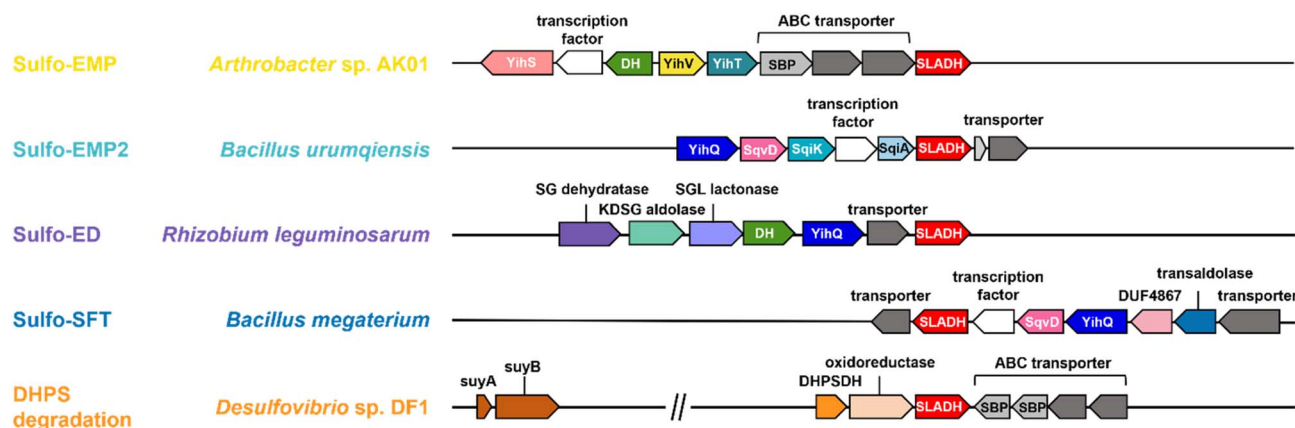 transcription
factor
ABC transporter
Sulfo-EMP
Arthrobacter sp. AK01
YihS
DH
YihV
YihT
SBP
SLADH
transcription
factor
transporter
Sulfo-EMP2
Bacillus urumqiensis
YihQ
SqvD
SqiK
SqiA
SLADH
SG dehydratase
SGL lactonase
KDSG aldolase
transporter
Sulfo-ED
Rhizobium leguminosarum
DH
YihQ
SLADH
transcription
factor
transaldolase
transporter
DUF4867
transporter
Sulfo-SFT
Bacillus megaterium
SLADH
SqvD
YihQ
oxidoreductase
ABC transporter
suyB
suyA
DHPSDH
DHPS
degradation
Desulfovibrio sp. DF1
//
SLADH
SBP
SBP